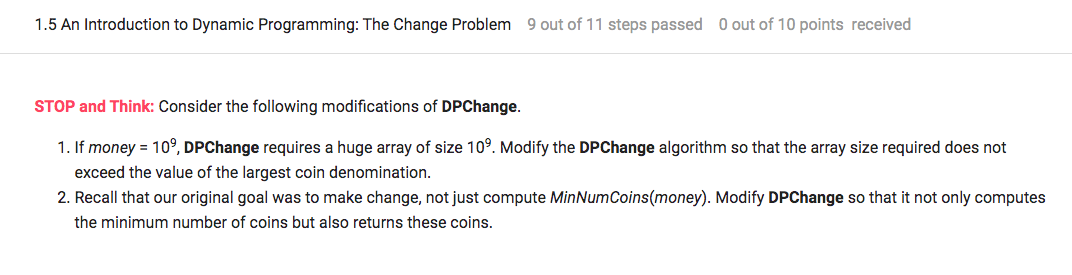 1.5 An Introduction to Dynamic Programming: The Change Problem 9 out of 11 steps passed 0 out of 10 points received
STOP and Think: Consider the following modifications of DPChange.
1. If money = 10⁹, DPChange requires a huge array of size 10⁹. Modify the DPChange algorithm so that the array size required does not
exceed the value of the largest coin denomination.
2. Recall that our original goal was to make change, not just compute MinNumCoins(money). Modify DPChange so that it not only computes
the minimum number of coins but also returns these coins.